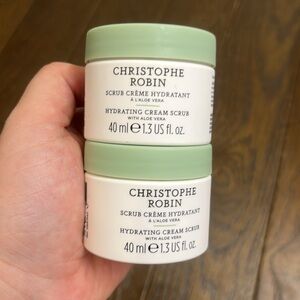 CHRISTOPHE
ROBIN
SCRUB CRÈME HYDRATANT
À L'ALOE VERA
HYDRATING CREAM SCRUB
WITH ALOE VERA
40 ml ℮ 1.3 US fl. oz.
CHRISTOPHE
ROBIN
SCRUB CRÈME HYDRATANT
À L'ALOE VERA
HYDRATING CREAM SCRUB
WITH ALOE VERA
40 ml ℮ 1.3 US fl. oz.